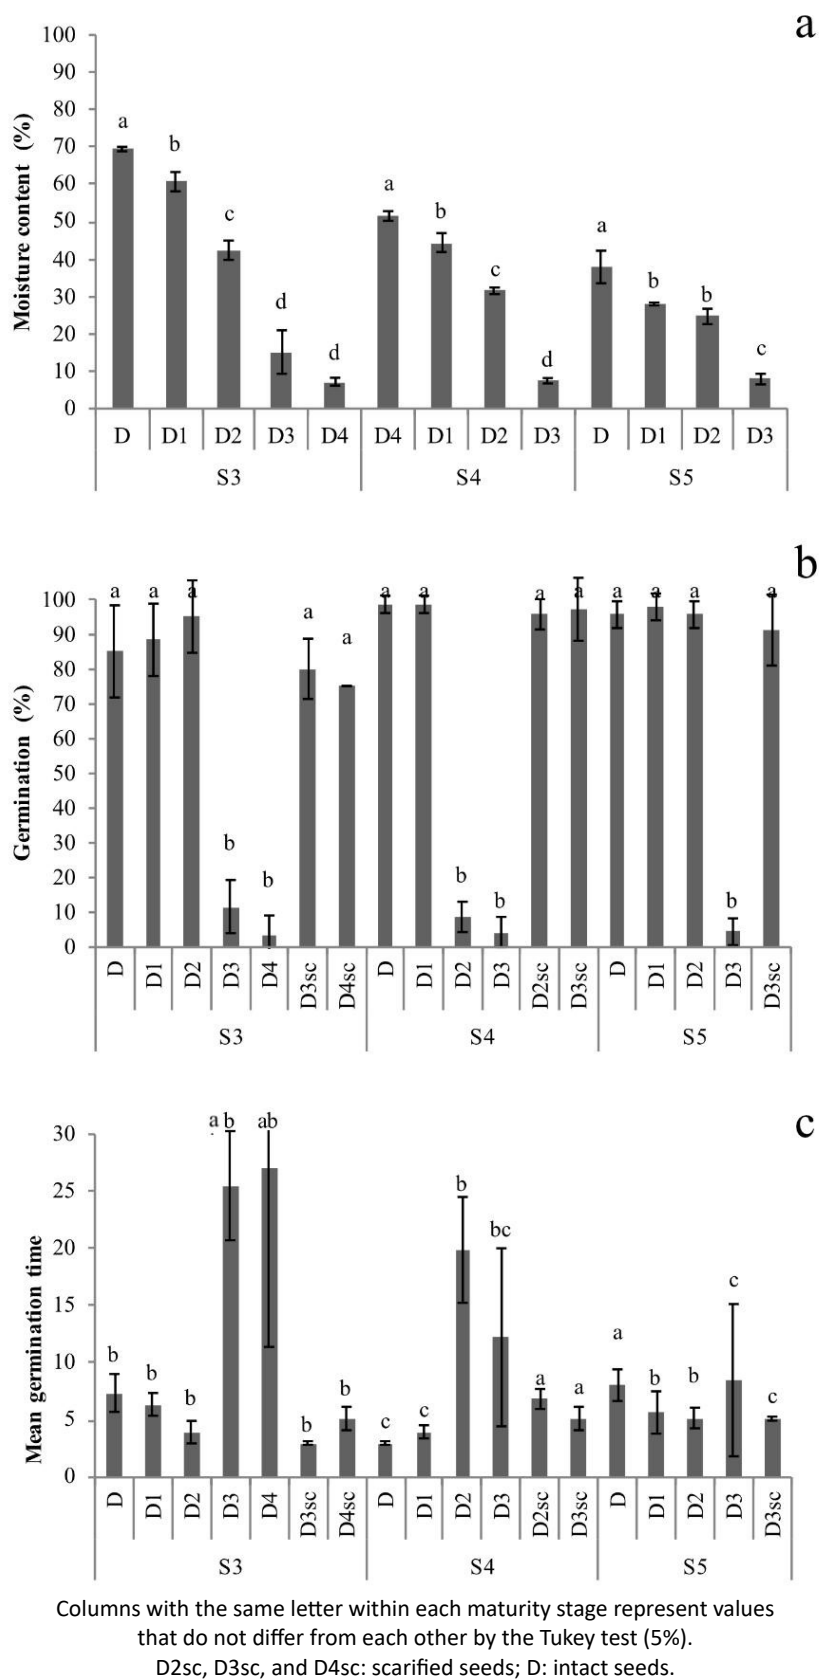 a
Moisture content (%)
100
90
80
70
60
50
40
30
20
10
0
a b c d d a b c d a b b c
D D1 D2 D3 D4 D4 D1 D2 D3 D D1 D2 D3
S3 S4 S5
b
Germination (%)
100
90
80
70
60
50
40
30
20
10
0
a a a b b a a a a b b a a a a a b a
D D1 D2 D3 D4 D3sc D4sc D D1 D2 D3 D2sc D3sc D D1 D2 D3 D3sc
S3 S4 S5
c
Mean germination time
30
25
20
15
10
5
0
b b b a b ab b b c c b bc a a a b b c c
D D1 D2 D3 D4 D3sc D4sc D D1 D2 D3 D2sc D3sc D D1 D2 D3 D3sc
S3 S4 S5
Columns with the same letter within each maturity stage represent values
that do not differ from each other by the Tukey test (5%).
D2sc, D3sc, and D4sc: scarified seeds; D: intact seeds.